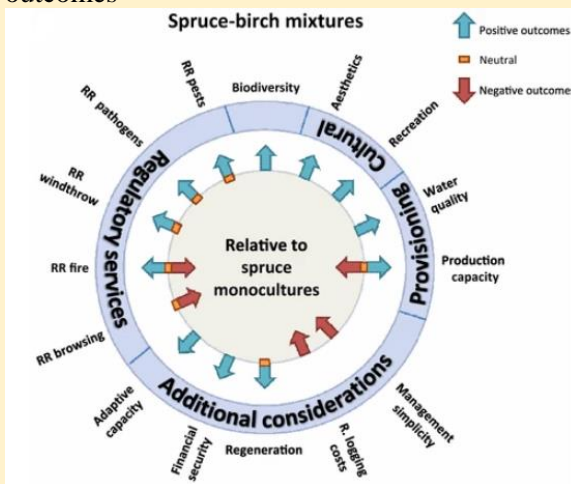 outcomes
Spruce-birch mixtures
Positive outcomes
Neutral
Negative outcome
Biodiversity
Aesthetics
Recreation
Water
quality
Production
capacity
Management
simplicity
R. logging
costs
Regeneration
Financial
security
Adaptive
capacity
RR browsing
RR fire
RR
windthrow
RR pathogens
RR pests
Cultural
Provisioning
Additional considerations
Regulatory services
Relative to
spruce
monocultures